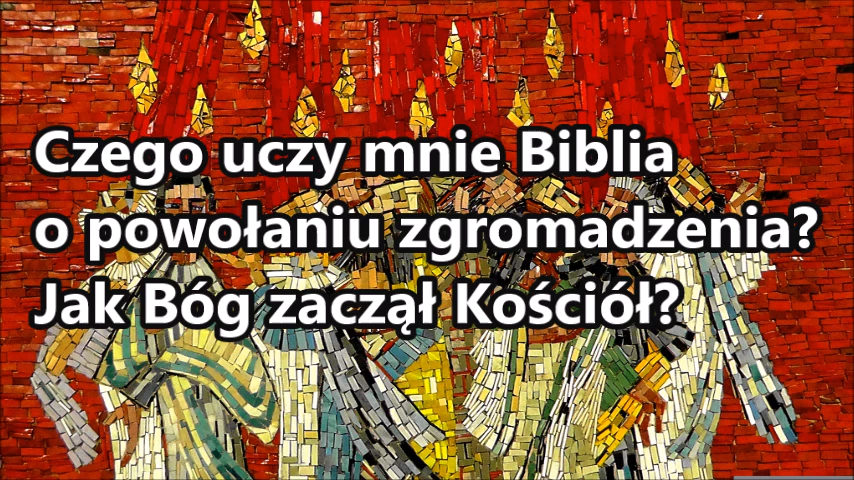 Czego uczy mnie Biblia
o powołaniu zgromadzenia?
Jak Bóg zaczął Kościół?